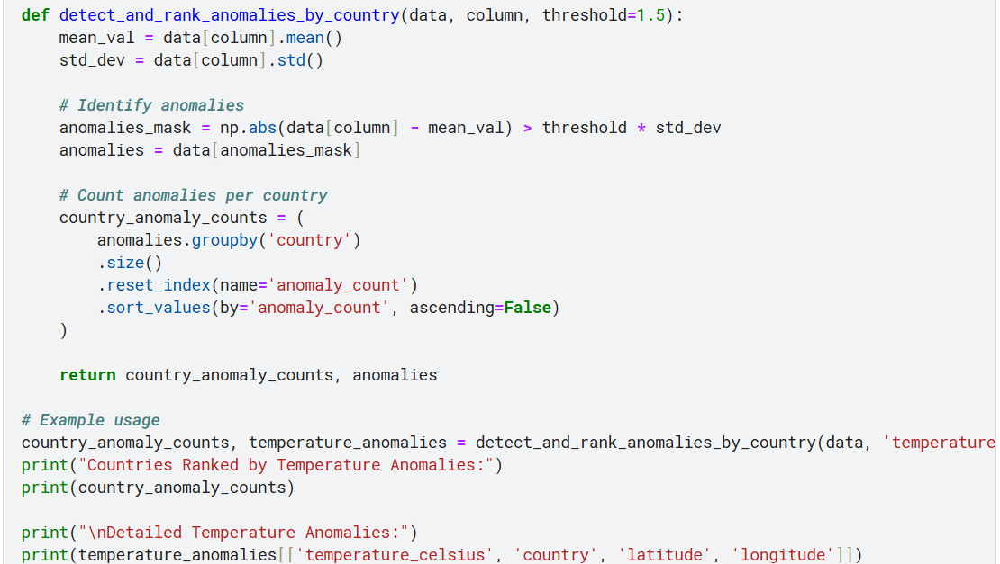 def detect_and_rank_anomalies_by_country(data, column, threshold=1.5):
    mean_val = data[column].mean()
    std_dev = data[column].std()

    # Identify anomalies
    anomalies_mask = np.abs(data[column] - mean_val) > threshold * std_dev
    anomalies = data[anomalies_mask]

    # Count anomalies per country
    country_anomaly_counts = (
        anomalies.groupby('country')
        .size()
        .reset_index(name='anomaly_count')
        .sort_values(by='anomaly_count', ascending=False)
    )

    return country_anomaly_counts, anomalies

# Example usage
country_anomaly_counts, temperature_anomalies = detect_and_rank_anomalies_by_country(data, 'temperature
print("Countries Ranked by Temperature Anomalies:")
print(country_anomaly_counts)

print("\nDetailed Temperature Anomalies:")
print(temperature_anomalies[['temperature_celsius', 'country', 'latitude', 'longitude']])